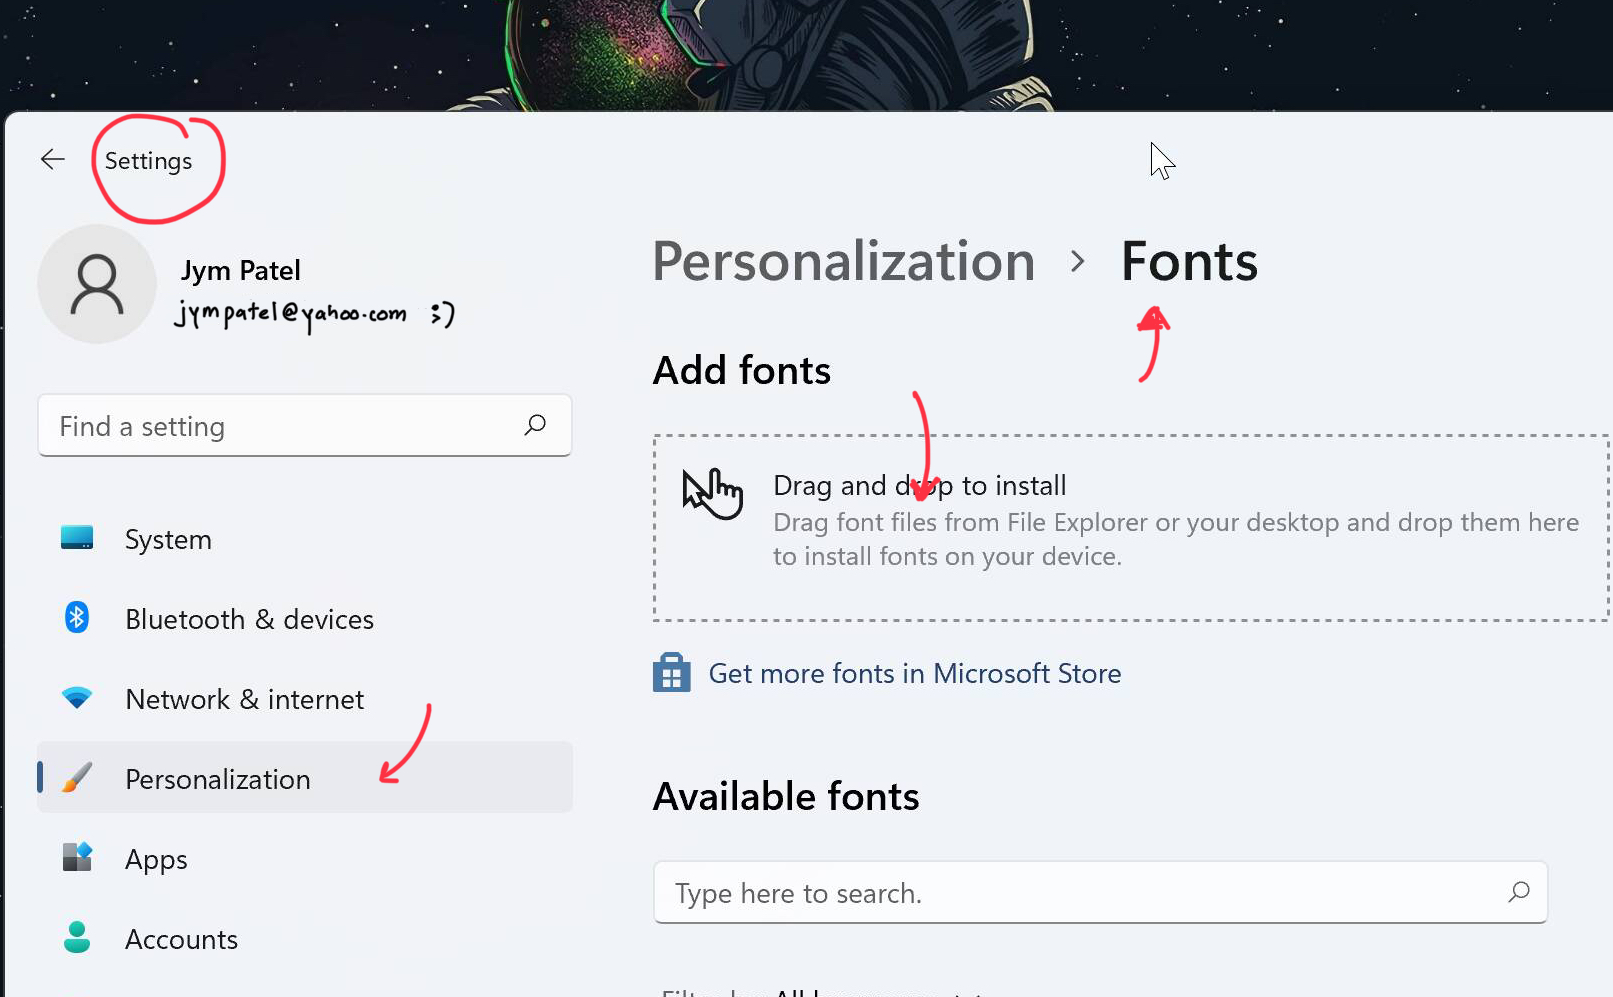 Settings
Jym Patel
jympatel@yahoo.com :)
Find a setting
System
Bluetooth & devices
Network & internet
Personalization
Apps
Accounts
Personalization > Fonts
Add fonts
Drag and drop to install
Drag font files from File Explorer or your desktop and drop them here
to install fonts on your device.
Get more fonts in Microsoft Store
Available fonts
Type here to search.